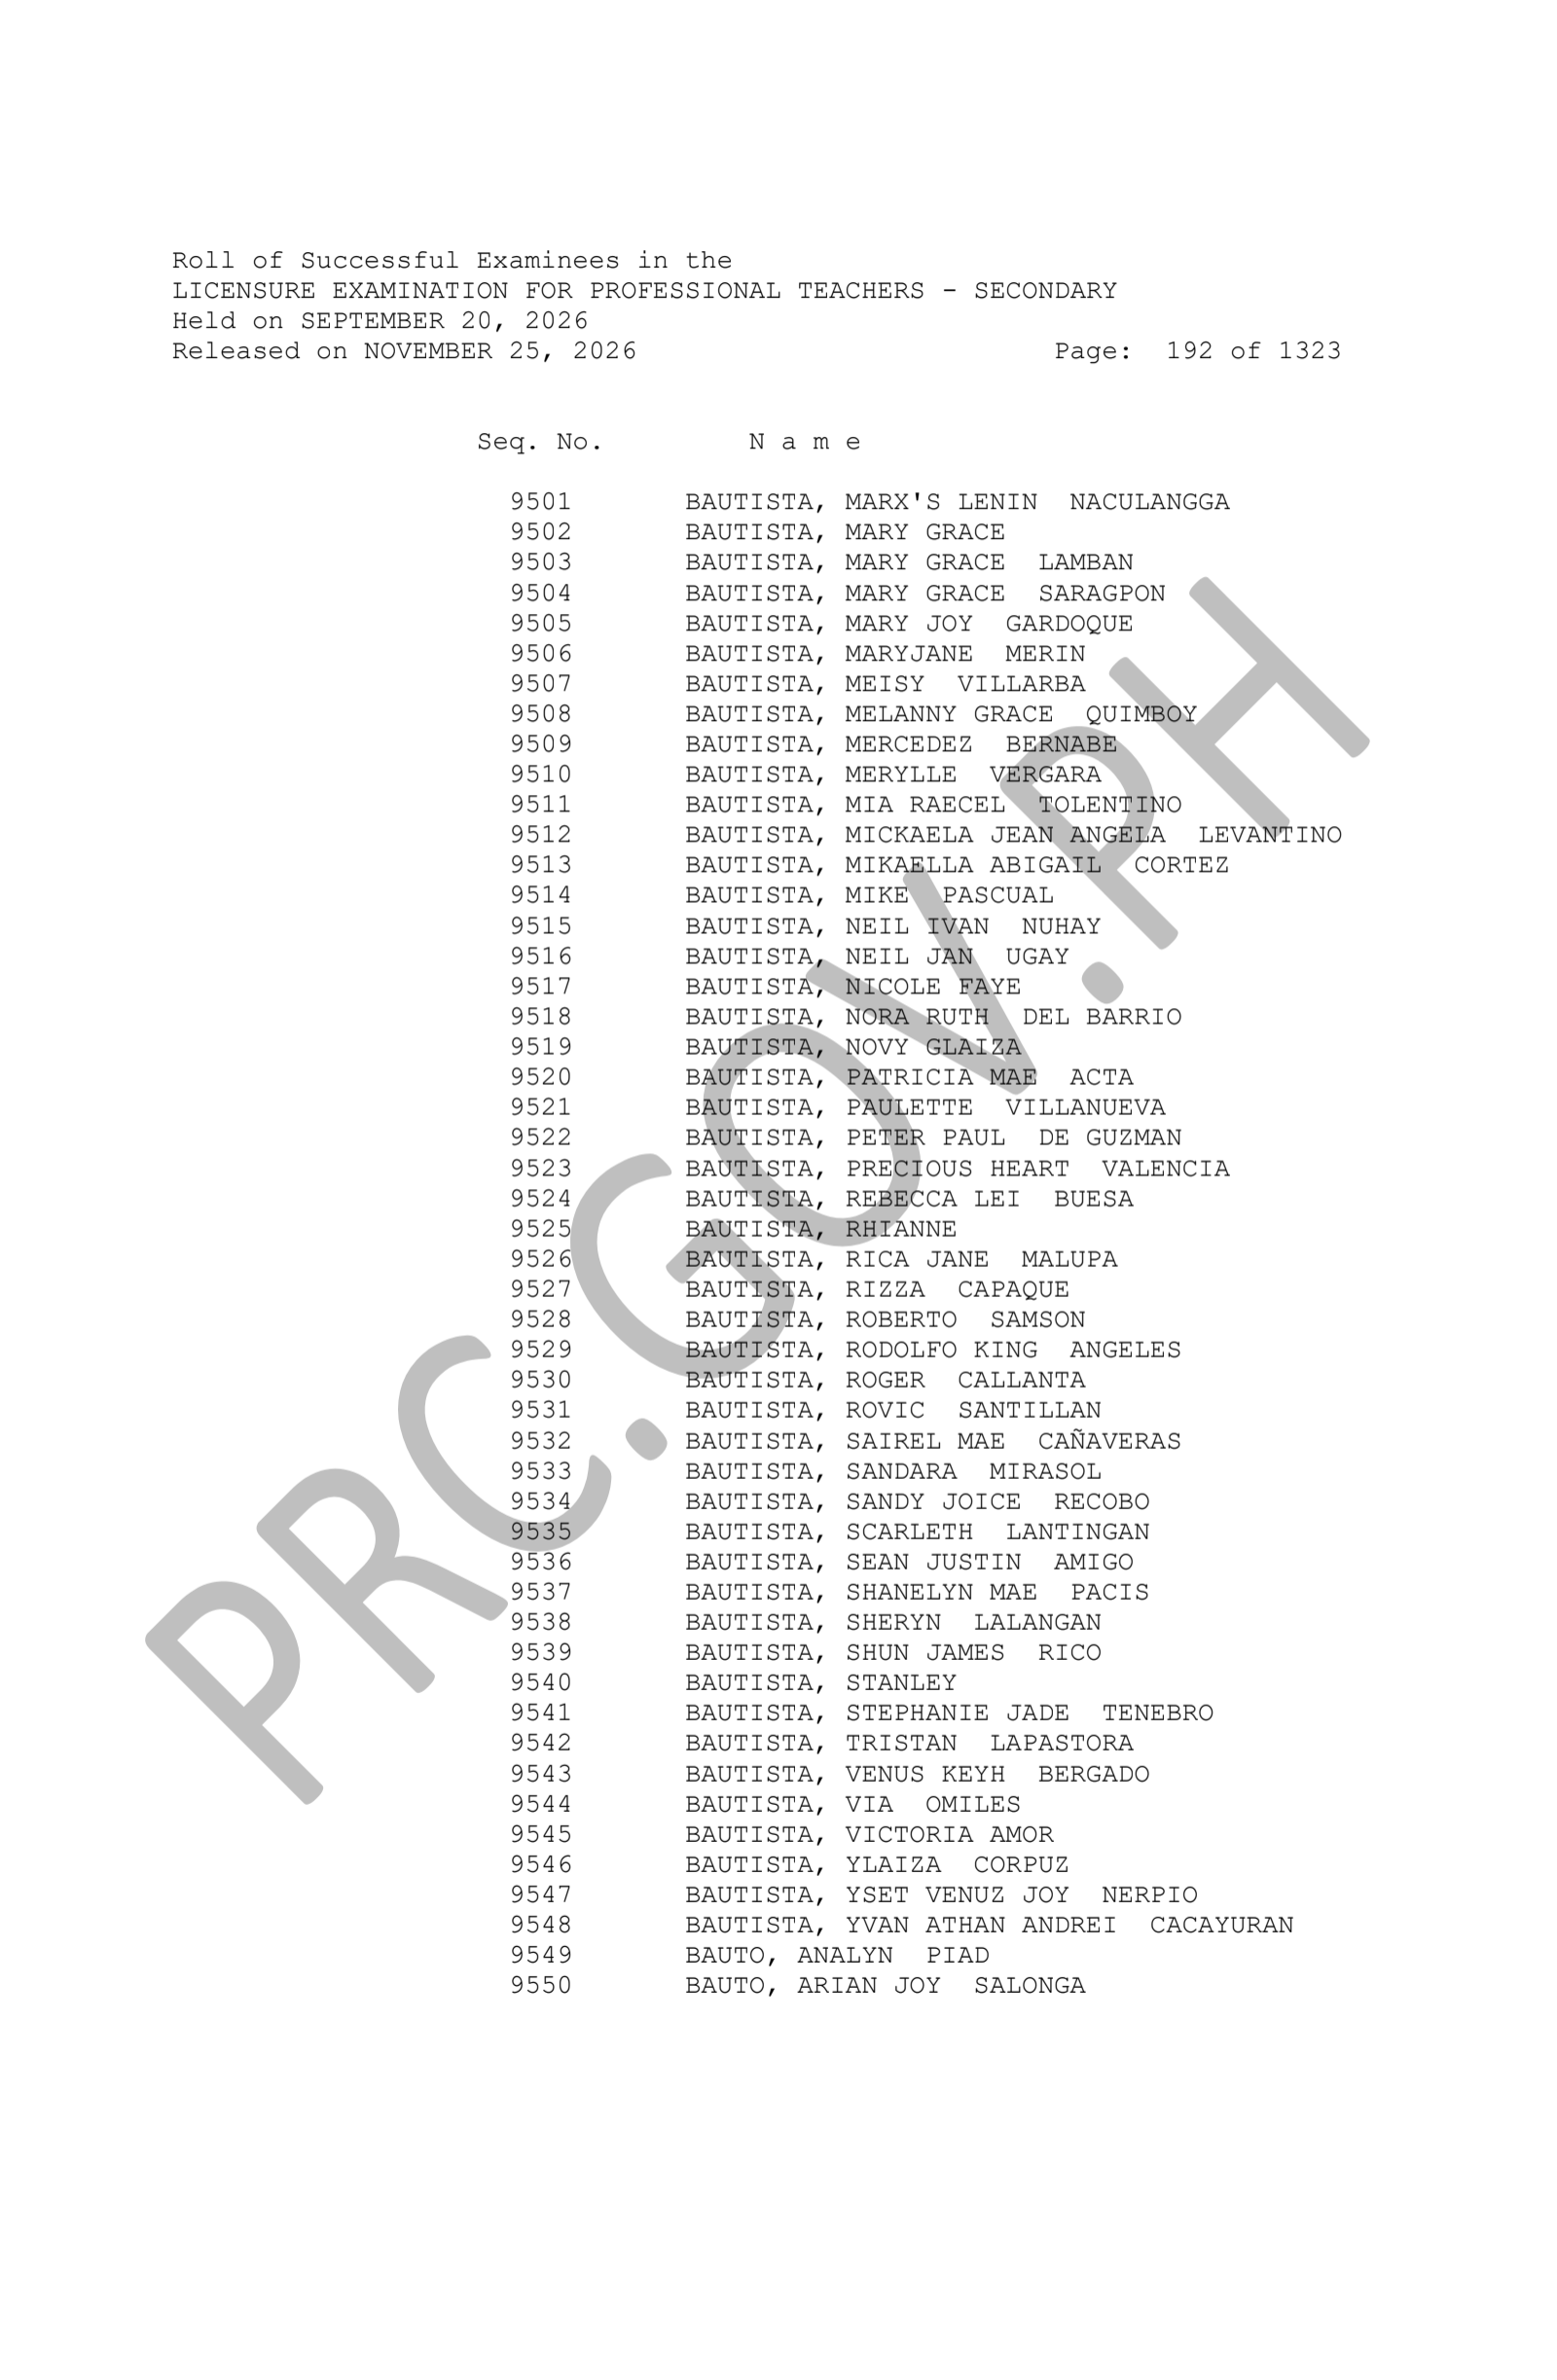 Roll of Successful Examinees in the
LICENSURE EXAMINATION FOR PROFESSIONAL TEACHERS - SECONDARY
Held on SEPTEMBER 20, 2026
Released on NOVEMBER 25, 2026 Page: 192 of 1323
Seq. No. N a m e
9501 BAUTISTA, MARX'S LENIN NACULANGGA
9502 BAUTISTA, MARY GRACE
9503 BAUTISTA, MARY GRACE LAMBAN
9504 BAUTISTA, MARY GRACE SARAGPON
9505 BAUTISTA, MARY JOY GARDOQUE
9506 BAUTISTA, MARYJANE MERIN
9507 BAUTISTA, MEISY VILLARBA
9508 BAUTISTA, MELANNY GRACE QUIMBOY
9509 BAUTISTA, MERCEDEZ BERNABE
9510 BAUTISTA, MERYLLE VERGARA
9511 BAUTISTA, MIA RAECEL TOLENTINO
9512 BAUTISTA, MICKAELA JEAN ANGELA LEVANTINO
9513 BAUTISTA, MIKAELLA ABIGAIL CORTEZ
9514 BAUTISTA, MIKE PASCUAL
9515 BAUTISTA, NEIL IVAN NUHAY
9516 BAUTISTA, NEIL JAN UGAY
9517 BAUTISTA, NICOLE FAYE
9518 BAUTISTA, NORA RUTH DEL BARRIO
9519 BAUTISTA, NOVY GLAIZA
9520 BAUTISTA, PATRICIA MAE ACTA
9521 BAUTISTA, PAULETTE VILLANUEVA
9522 BAUTISTA, PETER PAUL DE GUZMAN
9523 BAUTISTA, PRECIOUS HEART VALENCIA
9524 BAUTISTA, REBECCA LEI BUESA
9525 BAUTISTA, RHIANNE
9526 BAUTISTA, RICA JANE MALUPA
9527 BAUTISTA, RIZZA CAPAQUE
9528 BAUTISTA, ROBERTO SAMSON
9529 BAUTISTA, RODOLFO KING ANGELES
9530 BAUTISTA, ROGER CALLANTA
9531 BAUTISTA, ROVIC SANTILLAN
9532 BAUTISTA, SAIREL MAE CAÑAVERAS
9533 BAUTISTA, SANDARA MIRASOL
9534 BAUTISTA, SANDY JOICE RECOBO
9535 BAUTISTA, SCARLETH LANTINGAN
9536 BAUTISTA, SEAN JUSTIN AMIGO
9537 BAUTISTA, SHANELYN MAE PACIS
9538 BAUTISTA, SHERYN LALANGAN
9539 BAUTISTA, SHUN JAMES RICO
9540 BAUTISTA, STANLEY
9541 BAUTISTA, STEPHANIE JADE TENEBRO
9542 BAUTISTA, TRISTAN LAPASTORA
9543 BAUTISTA, VENUS KEYH BERGADO
9544 BAUTISTA, VIA OMILES
9545 BAUTISTA, VICTORIA AMOR
9546 BAUTISTA, YLAIZA CORPUZ
9547 BAUTISTA, YSET VENUZ JOY NERPIO
9548 BAUTISTA, YVAN ATHAN ANDREI CACAYURAN
9549 BAUTO, ANALYN PIAD
9550 BAUTO, ARIAN JOY SALONGA
PRC.GOV.PH